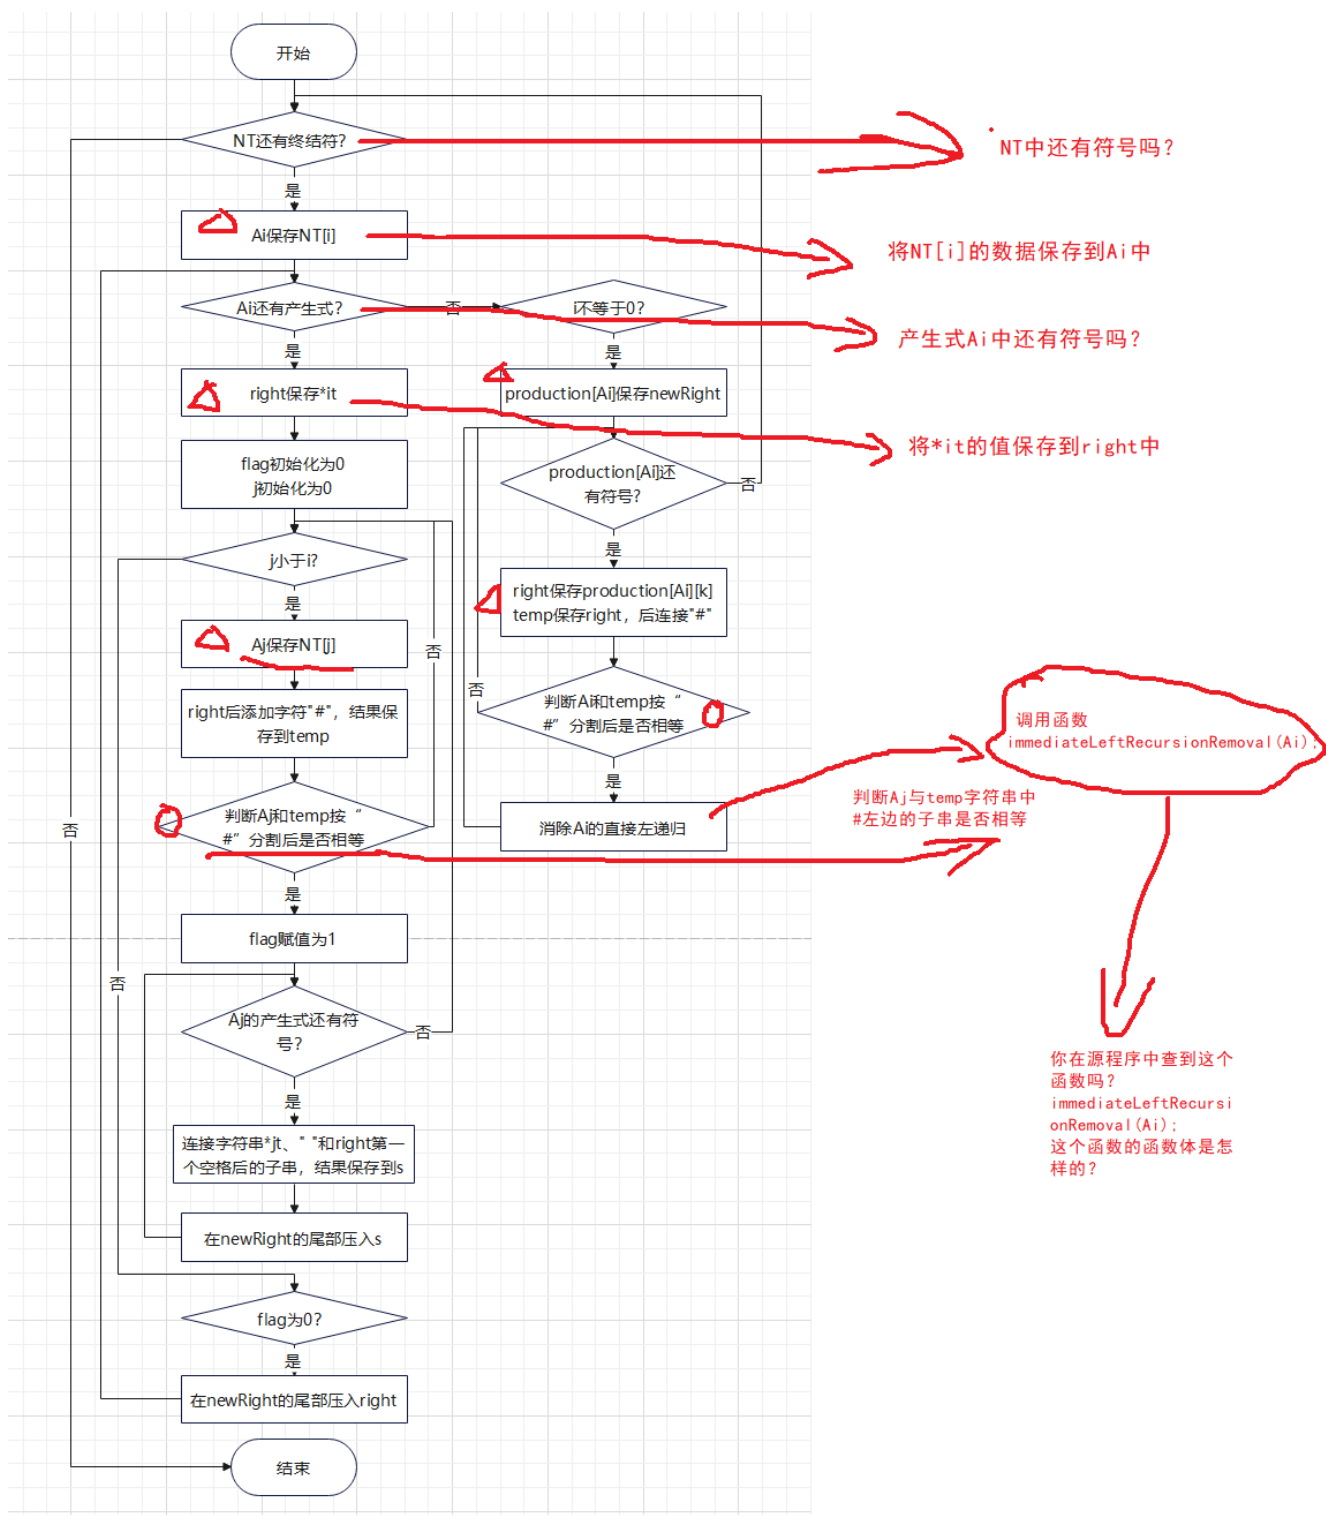 开始
NT还有终结符？
NT中还有符号吗？
是
Ai保存NT[i]
将NT[i]的数据保存到Ai中
Ai还有产生式？
否
i不等于0？
产生式Ai中还有符号吗？
是
是
right保存*it
production[Ai]保存newRight
将*it的值保存到right中
flag初始化为0
j初始化为0
production[Ai]还
有符号？
否
j小于i？
是
是
right保存production[Ai][k]
temp保存right，后连接"#"
Aj保存NT[j]
否
否
right后添加字符"#"，结果保
存到temp
判断Ai和temp按“
#”分割后是否相等
调用函数
immediateLeftRecursionRemoval(Ai);
是
判断Aj和temp按“
#”分割后是否相等
消除Ai的直接左递归
判断Aj与temp字符串中
#左边的子串是否相等
否
是
flag赋值为1
否
Aj的产生式还有符
号？
否
你在源程序中查到这个
函数吗？
immediateLeftRecursi
onRemoval(Ai);
这个函数的函数体是怎
样的？
是
连接字符串*jt、" "和right第一
个空格后的子串，结果保存到s
在newRight的尾部压入s
flag为0？
是
在newRight的尾部压入right
结束